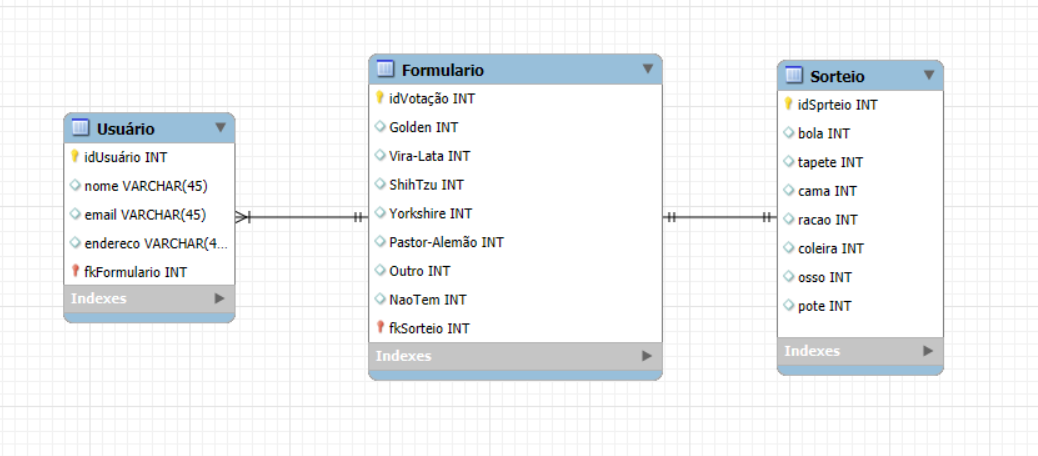 Usuário
idUsuário INT
nome VARCHAR(45)
email VARCHAR(45)
endereco VARCHAR(4...
fkFormulario INT
Indexes
Formulario
idVotação INT
Golden INT
Vira-Lata INT
ShihTzu INT
Yorkshire INT
Pastor-Alemão INT
Outro INT
NaoTem INT
fkSorteio INT
Indexes
Sorteio
idSprteio INT
bola INT
tapete INT
cama INT
racao INT
coleira INT
osso INT
pote INT
Indexes